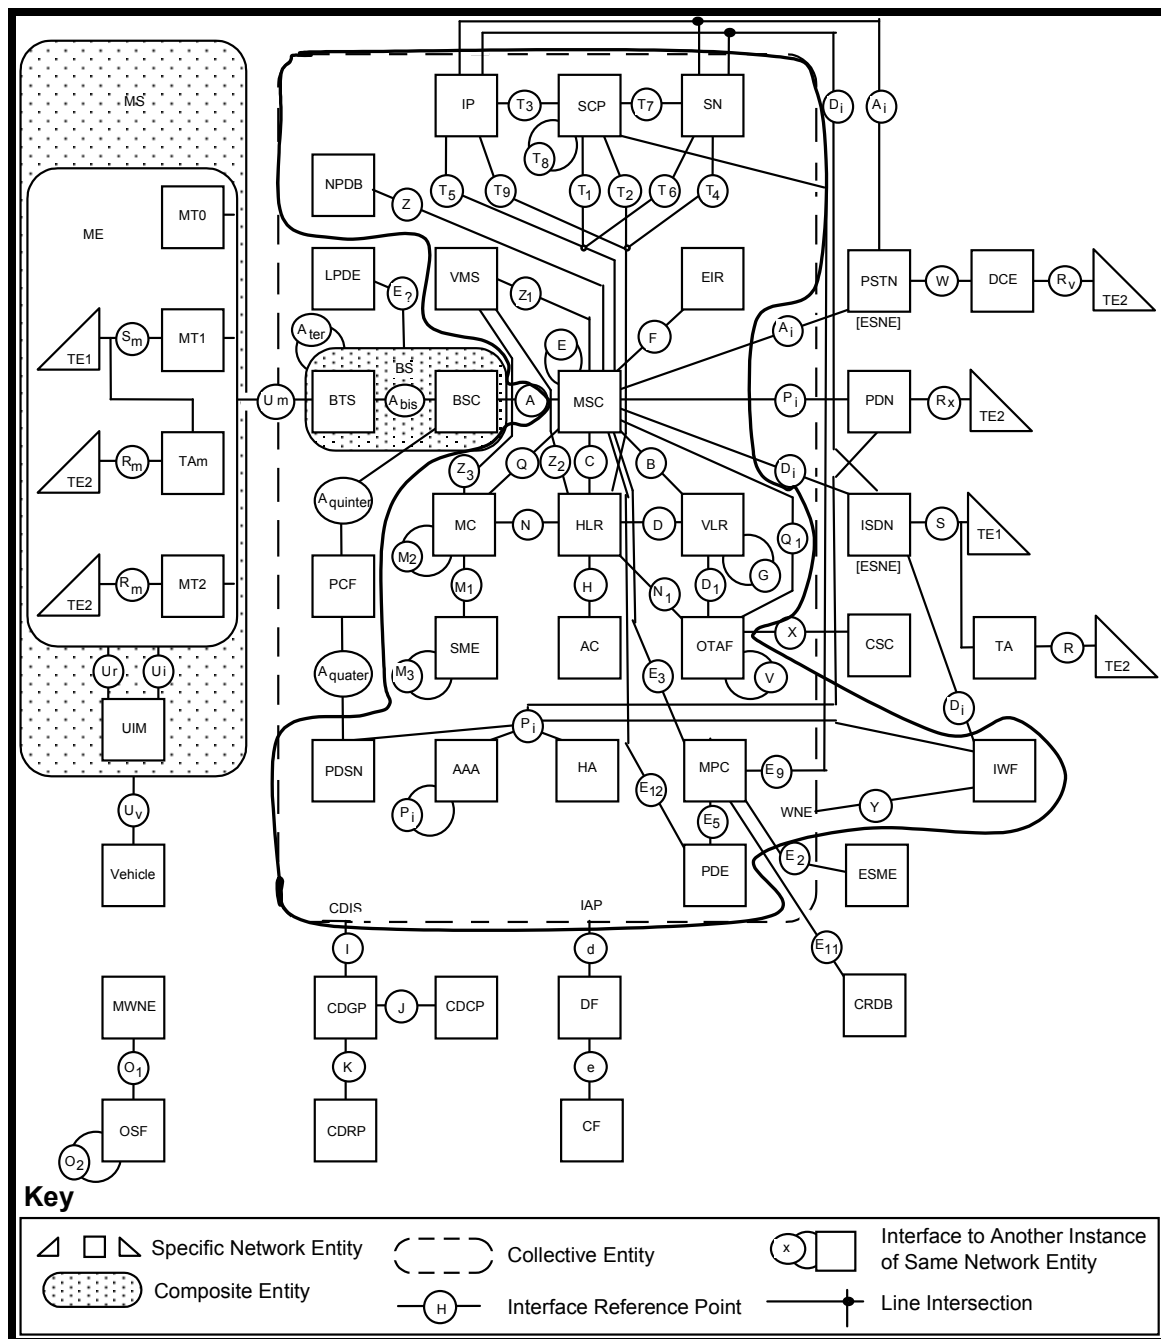 MS
IP
T3
SCP
T7
SN
Di
Ai
T8
ME
MT0
NPDB
Z
T5
T9
T1
T2
T6
T4
LPDE
E?
VMS
Z1
EIR
PSTN
W
DCE
Rv
TE2
[ESNE]
TE1
Sm
MT1
Ater
E
F
Ai
BS
Um
BTS
Abis
BSC
A
MSC
Pi
PDN
Rx
TE2
TE2
Rm
TAm
Z3
Q
Z2
C
B
Di
Aquinter
MC
N
HLR
D
VLR
Q1
ISDN
S
TE1
[ESNE]
M2
TE2
Rm
MT2
PCF
M1
H
N1
D1
G
SME
AC
OTAF
X
CSC
TA
R
TE2
Ur
Ui
Aquater
M3
E3
V
Di
UIM
Pi
PDSN
AAA
HA
MPC
E9
IWF
Uv
Pi
E12
E5
WNE
Y
Vehicle
PDE
E2
ESME
CDIS
IAP
I
d
E11
MWNE
CDGP
J
CDCP
DF
CRDB
O1
K
e
OSF
CDRP
CF
O2
Key
Specific Network Entity
Collective Entity
x
Interface to Another Instance
of Same Network Entity
Composite Entity
H
Interface Reference Point
Line Intersection